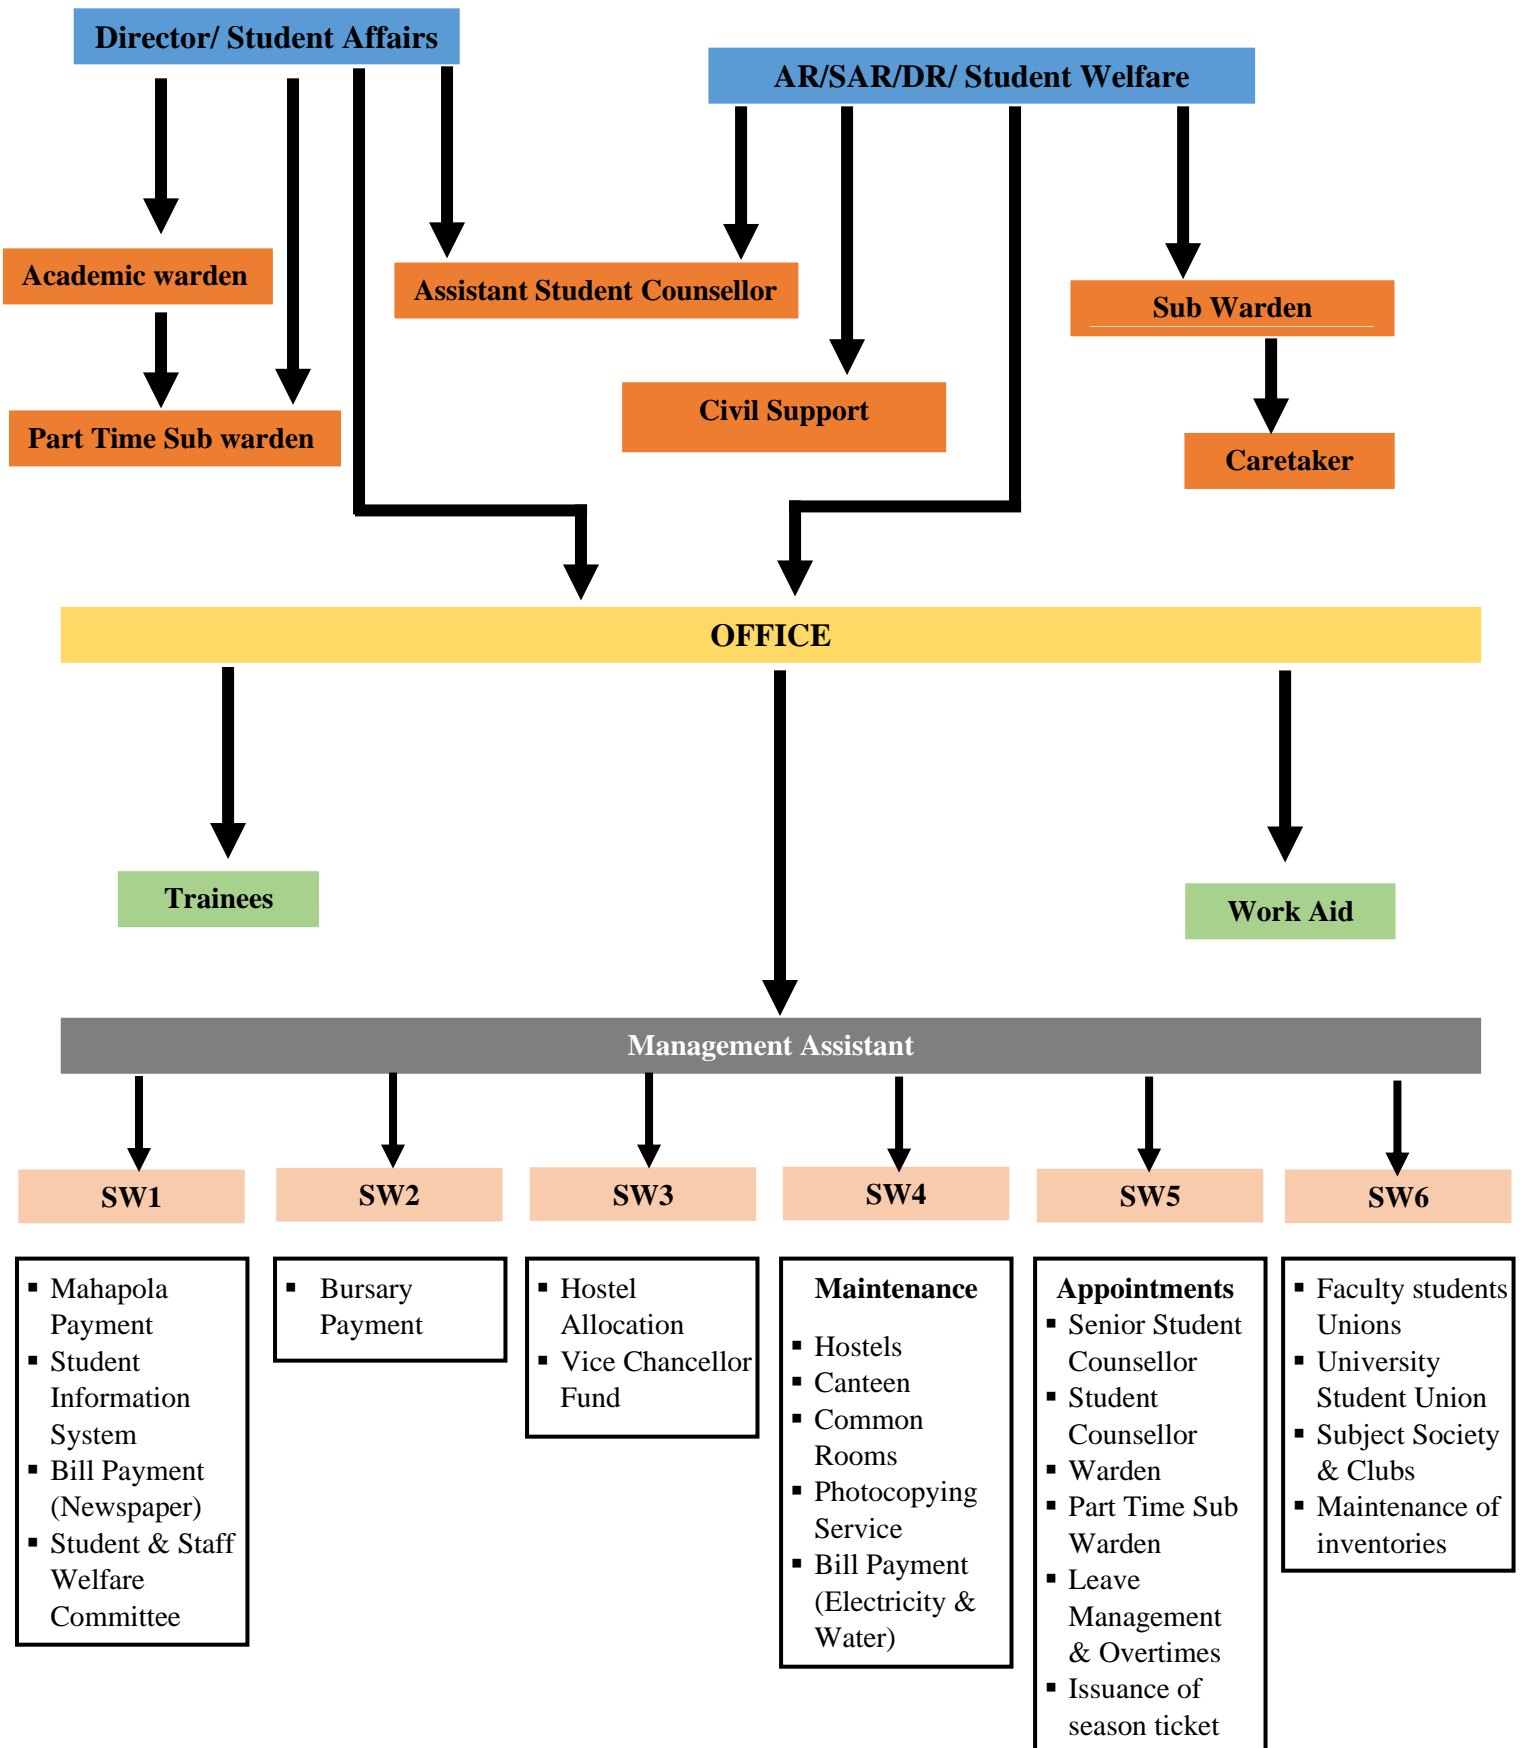 Director/ Student Affairs
AR/SAR/DR/ Student Welfare
Academic warden
Assistant Student Counsellor
Sub Warden
Civil Support
Part Time Sub warden
Caretaker
OFFICE
Trainees
Work Aid
Management Assistant
SW1
SW2
SW3
SW4
SW5
SW6
▪ Mahapola
Payment
▪ Student
Information
System
▪ Bill Payment
(Newspaper)
▪ Student & Staff
Welfare
Committee
▪ Bursary
Payment
▪ Hostel
Allocation
▪ Vice Chancellor
Fund
Maintenance
▪ Hostels
▪ Canteen
▪ Common
Rooms
▪ Photocopying
Service
▪ Bill Payment
(Electricity &
Water)
Appointments
▪ Senior Student
Counsellor
▪ Student
Counsellor
▪ Warden
▪ Part Time Sub
Warden
▪ Leave
Management
& Overtimes
▪ Issuance of
season ticket
▪ Faculty students
Unions
▪ University
Student Union
▪ Subject Society
& Clubs
▪ Maintenance of
inventories